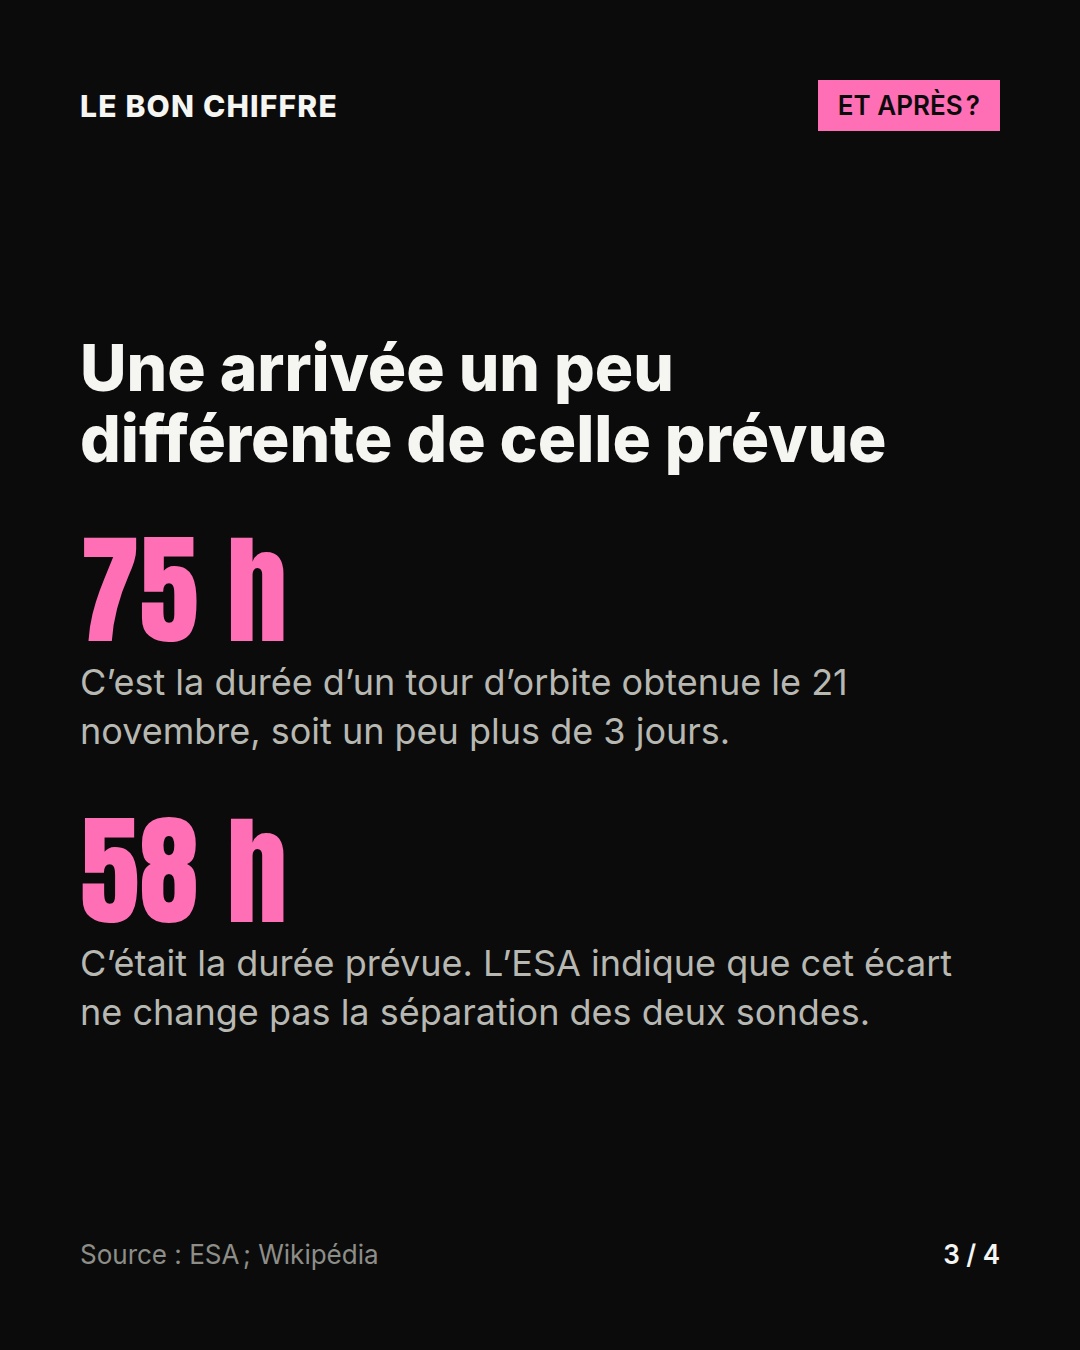 LE BON CHIFFRE
ET APRÈS ?
Une arrivée un peu
différente de celle prévue
75 h
C’est la durée d’un tour d’orbite obtenue le 21
novembre, soit un peu plus de 3 jours.
58 h
C’était la durée prévue. L’ESA indique que cet écart
ne change pas la séparation des deux sondes.
Source : ESA ; Wikipédia
3 / 4